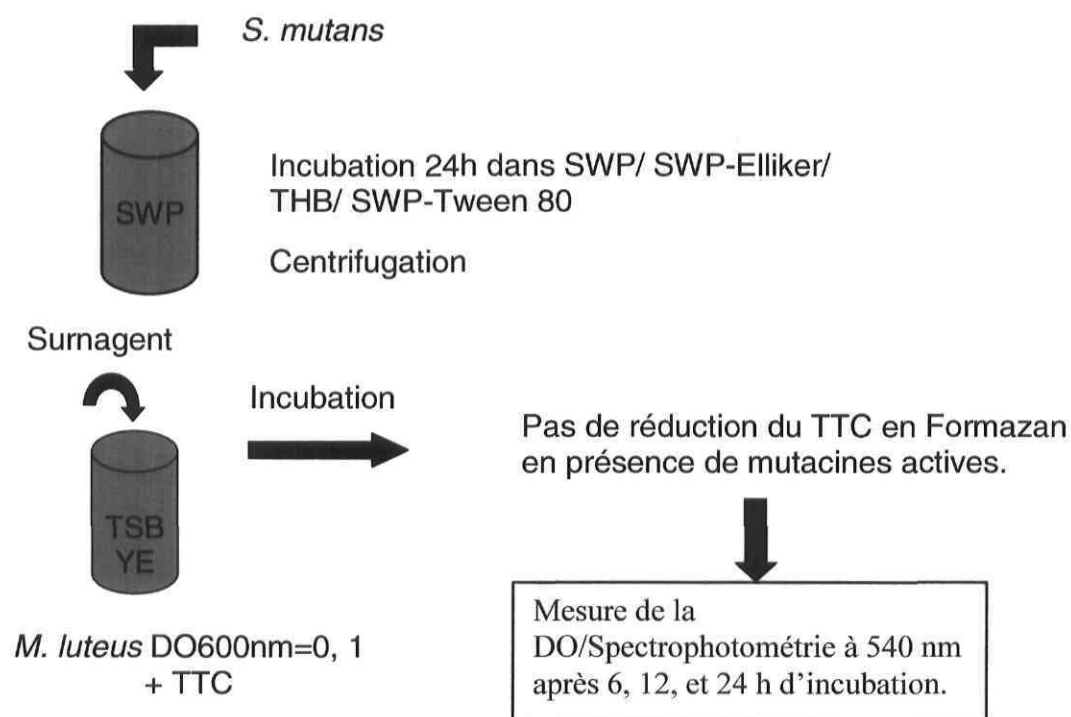 S. mutans
SWP
Incubation 24h dans SWP/ SWP-Elliker/
THB/ SWP-Tween 80
Centrifugation
Surnagent
Incubation
TSB
YE
Pas de réduction du TTC en Formazan
en présence de mutacines actives.
M. luteus DO600nm=0, 1
+ TTC
Mesure de la
DO/Spectrophotométrie à 540 nm
après 6, 12, et 24 h d'incubation.